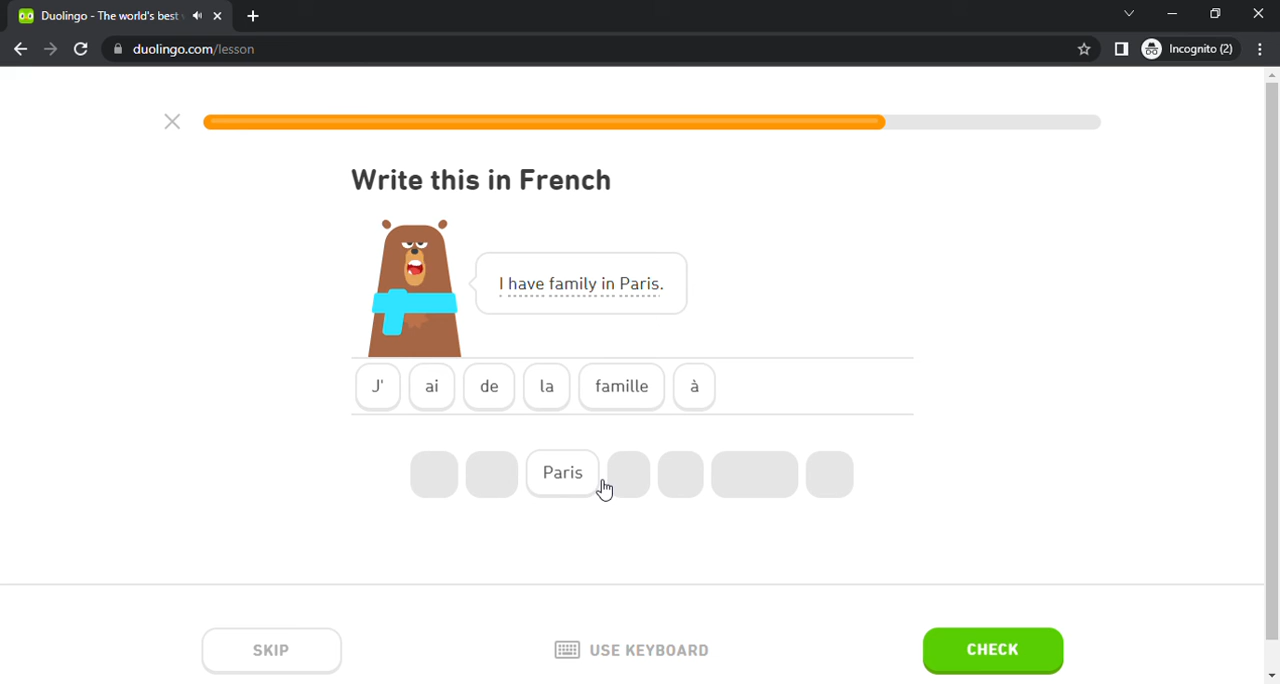 Duolingo - The world's best
duolingo.com/lesson
Incognito (2)
Write this in French
I have family in Paris.
J' ai de la famille à
Paris
SKIP
USE KEYBOARD
CHECK